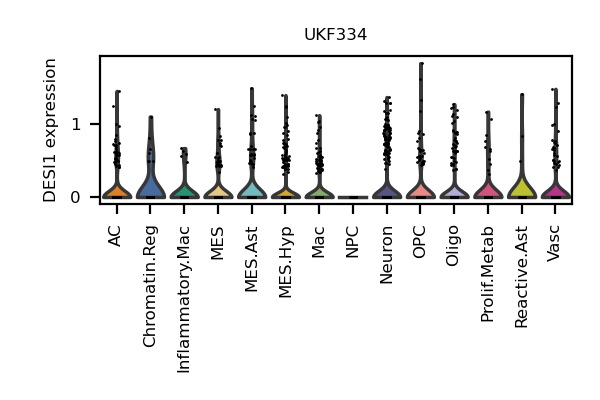 UKF334
DESI1 expression
1
0
AC
Chromatin.Reg
Inflammatory.Mac
MES
MES.Ast
MES.Hyp
Mac
NPC
Neuron
OPC
Oligo
Prolif.Metab
Reactive.Ast
Vasc